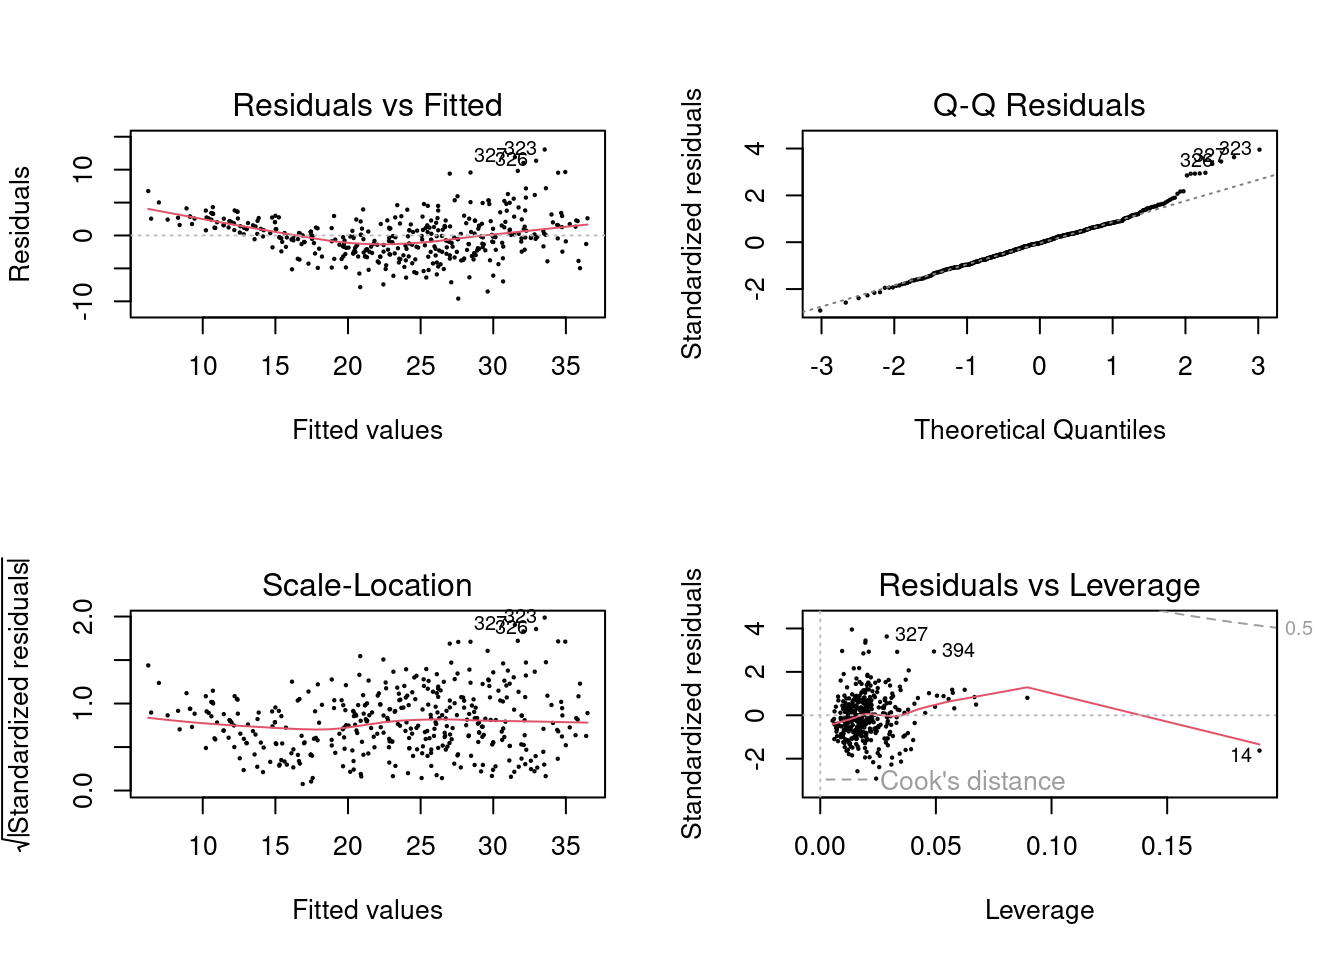 Residuals vs Fitted
Residuals
10
0
-10
327
323
326
10 15 20 25 30 35
Fitted values
Q-Q Residuals
Standardized residuals
4
2
0
-2
326
327
323
-3 -2 -1 0 1 2 3
Theoretical Quantiles
Scale-Location
√|Standardized residuals|
2.0
1.0
0.0
327
323
326
10 15 20 25 30 35
Fitted values
Residuals vs Leverage
Standardized residuals
4
2
0
-2
327
394
0.5
14
Cook's distance
0.00 0.05 0.10 0.15
Leverage